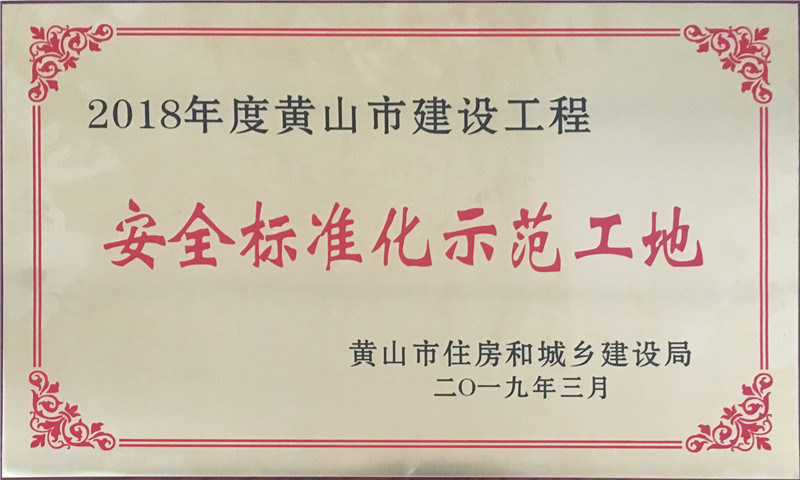 2018年度黄山市建设工程
安全标准化示范工地
黄山市住房和城乡建设局
二〇一九年三月